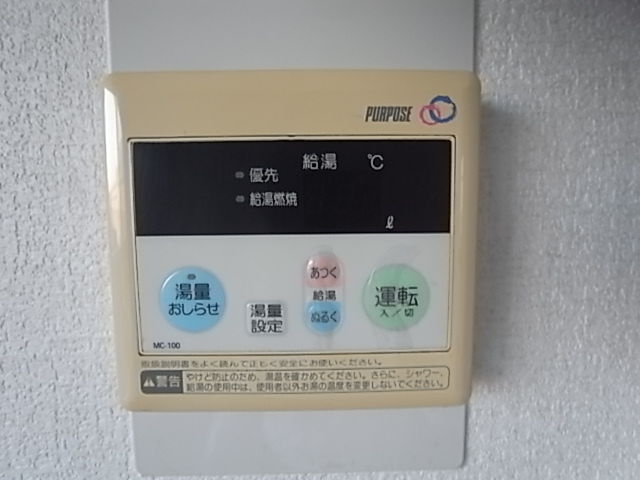 PURPOSE
給湯 ℃
優先
給湯燃焼
ℓ
湯量
おしらせ
湯量
設定
あつく
給湯
ぬるく
運転
入／切
MC-100
取扱説明書をよく読んで正しく安全にお使いください。
警告 やけど防止のため、湯温を確かめてください。さらに、シャワー、
給湯の使用中は、使用者以外お湯の温度を変更しないでください。